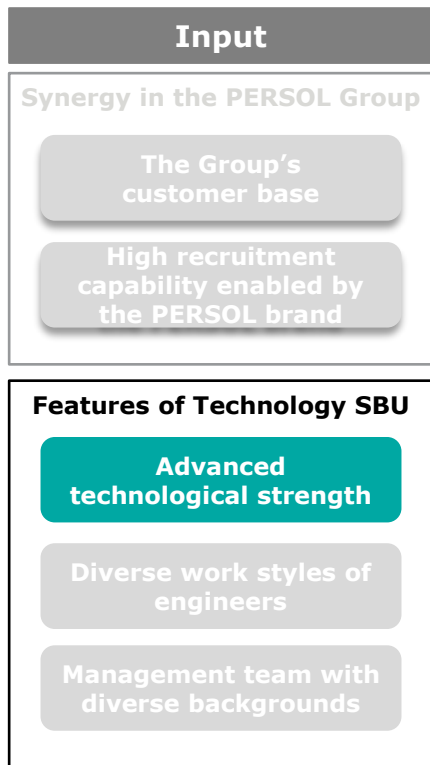 Input
Synergy in the PERSOL Group
The Group's
customer base
High recruitment
capability enabled by
the PERSOL brand
Features of Technology SBU
Advanced
technological strength
Diverse work styles of
engineers
Management team with
diverse backgrounds